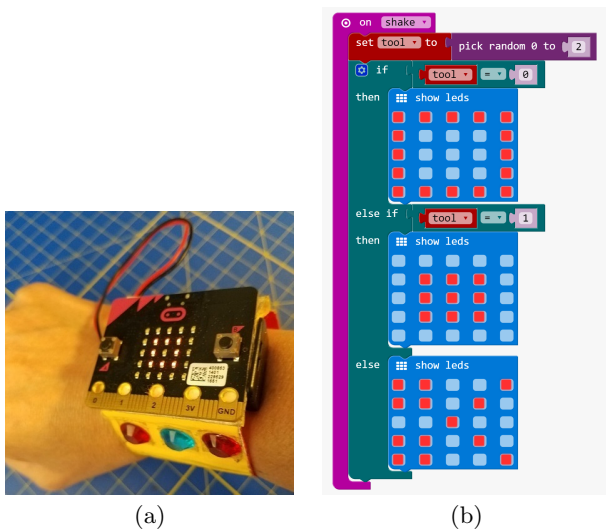 on shake
set tool to pick random 0 to 2
if tool = 0
then show leds
else if tool = 1
then show leds
else show leds
0 1 2 3V GND
(a)
(b)